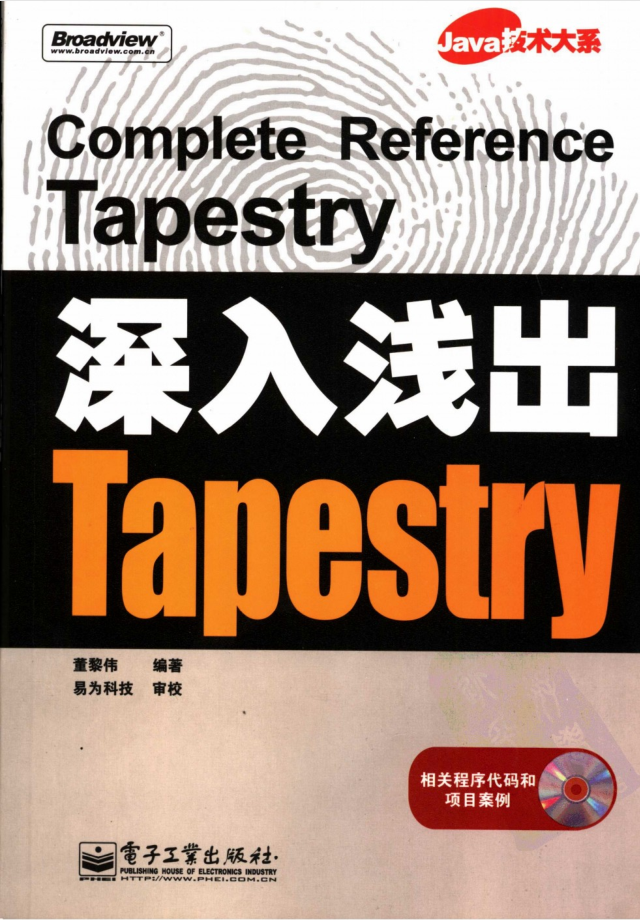 Broadview®
www.broadview.com.cn
Java技术大系
Complete Reference
Tapestry
深入浅出
Tapestry
董黎伟 编著
易为科技 审校
相关程序代码和
项目案例
電子工業出版社·
PUBLISHING HOUSE OF ELECTRONICS INDUSTRY
PHEI HTTP://WWW.PHEI.COM.CN